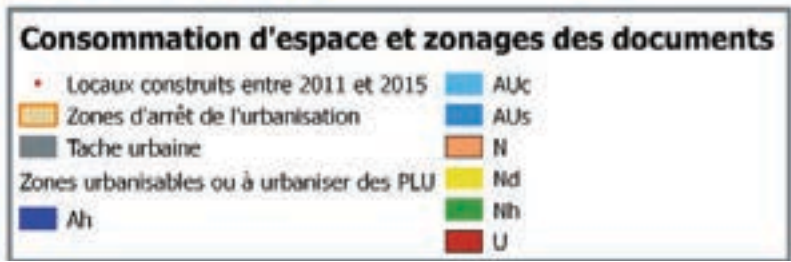 Consommation d'espace et zonages des documents
Locaux construits entre 2011 et 2015
Zones d'arrêt de l'urbanisation
Tache urbaine
Zones urbanisables ou à urbaniser des PLU
Ah
AUc
AUs
N
Nd
Nh
U